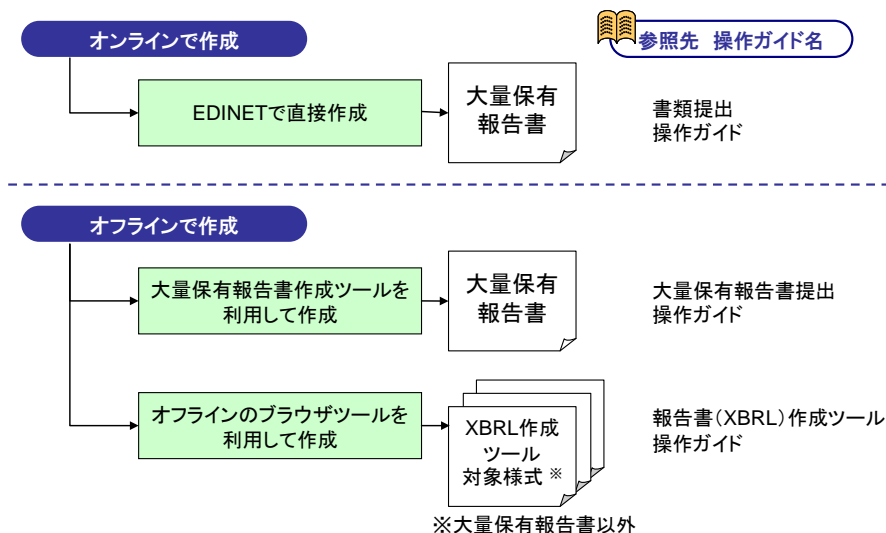 オンラインで作成
参照先 操作ガイド名
EDINETで直接作成
大量保有
報告書
書類提出
操作ガイド
オフラインで作成
大量保有報告書作成ツールを
利用して作成
大量保有
報告書
大量保有報告書提出
操作ガイド
オフラインのブラウザツールを
利用して作成
XBRL作成
ツール
対象様式 ※
※大量保有報告書以外
報告書(XBRL)作成ツール
操作ガイド